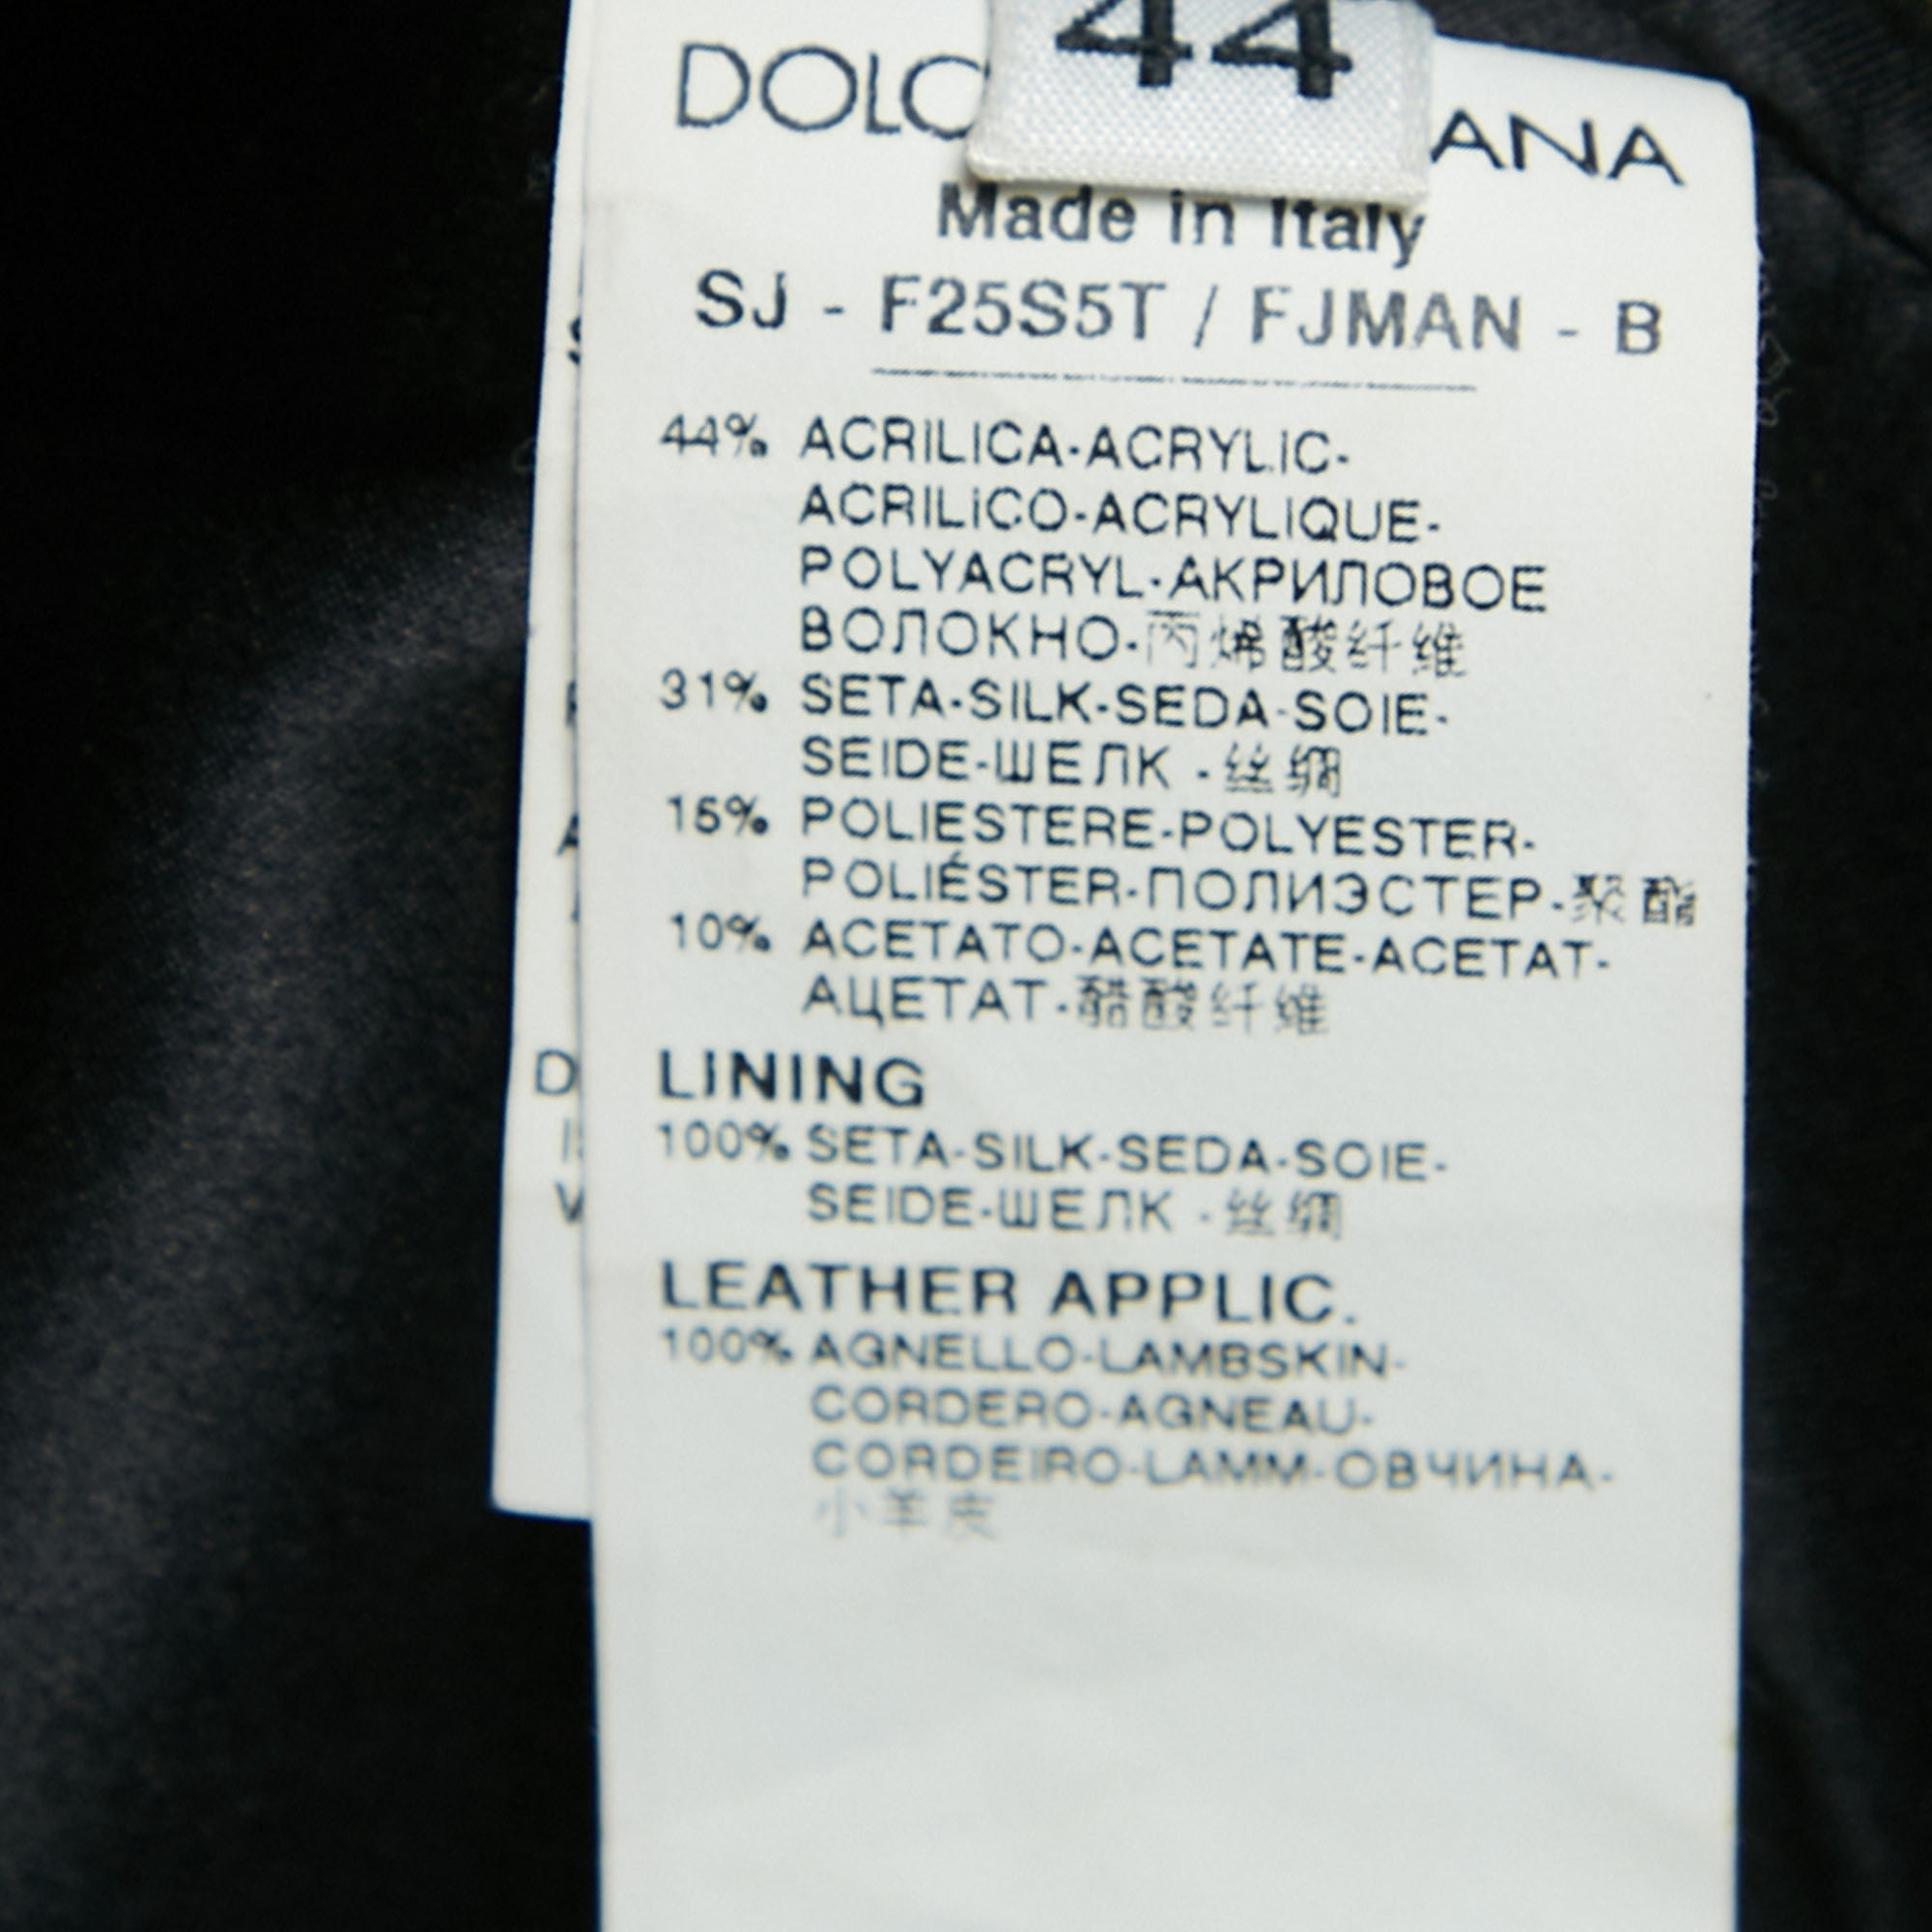 44
DOLC ANA
Made in Italy
SJ - F25S5T / FJMAN - B
44% ACRILICA-ACRYLIC-
ACRILICO-ACRYLIQUE-
POLYACRYL-АКРИЛОВОЕ
ВОЛОКНО-丙烯酸纤维
31% SETA-SILK-SEDA-SOIE-
SEIDE-ШЕЛК -丝绸
15% POLIESTERE-POLYESTER-
POLIÉSTER-ПОЛИЭСТЕР-聚酯
10% ACETATO-ACETATE-ACETAT-
АЦЕТАТ-醋酸纤维
LINING
100% SETA-SILK-SEDA-SOIE-
SEIDE-ШЕЛК -丝绸
LEATHER APPLIC.
100% AGNELLO-LAMBSKIN-
CORDERO-AGNEAU-
CORDEIRO-LAMM-ОВЧИНА-
小羊皮